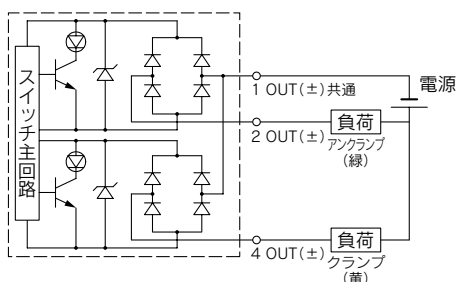 スイッチ主回路
1 OUT(±)共通
電源
2 OUT(±)
負荷
アンクランプ
(緑)
4 OUT(±)
負荷
クランプ
(黄)